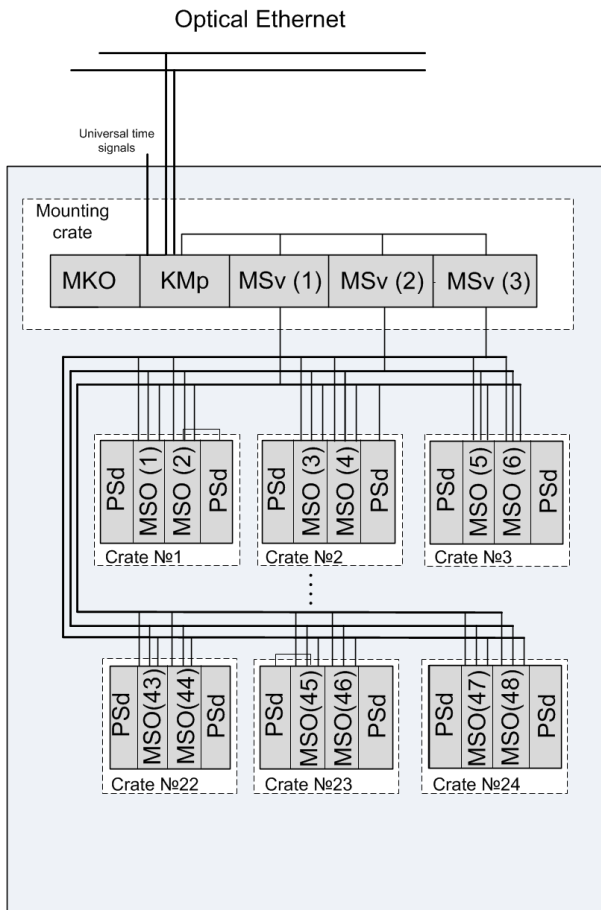 Optical Ethernet
Universal time
signals
Mounting
crate
MKO
KMp
MSv (1)
MSv (2)
MSv (3)
PSd
MSO (1)
MSO (2)
PSd
Crate №1
PSd
MSO (3)
MSO (4)
PSd
Crate №2
PSd
MSO (5)
MSO (6)
PSd
Crate №3
PSd
MSO(43)
MSO(44)
PSd
Crate №22
PSd
MSO(45)
MSO(46)
PSd
Crate №23
PSd
MSO(47)
MSO(48)
PSd
Crate №24